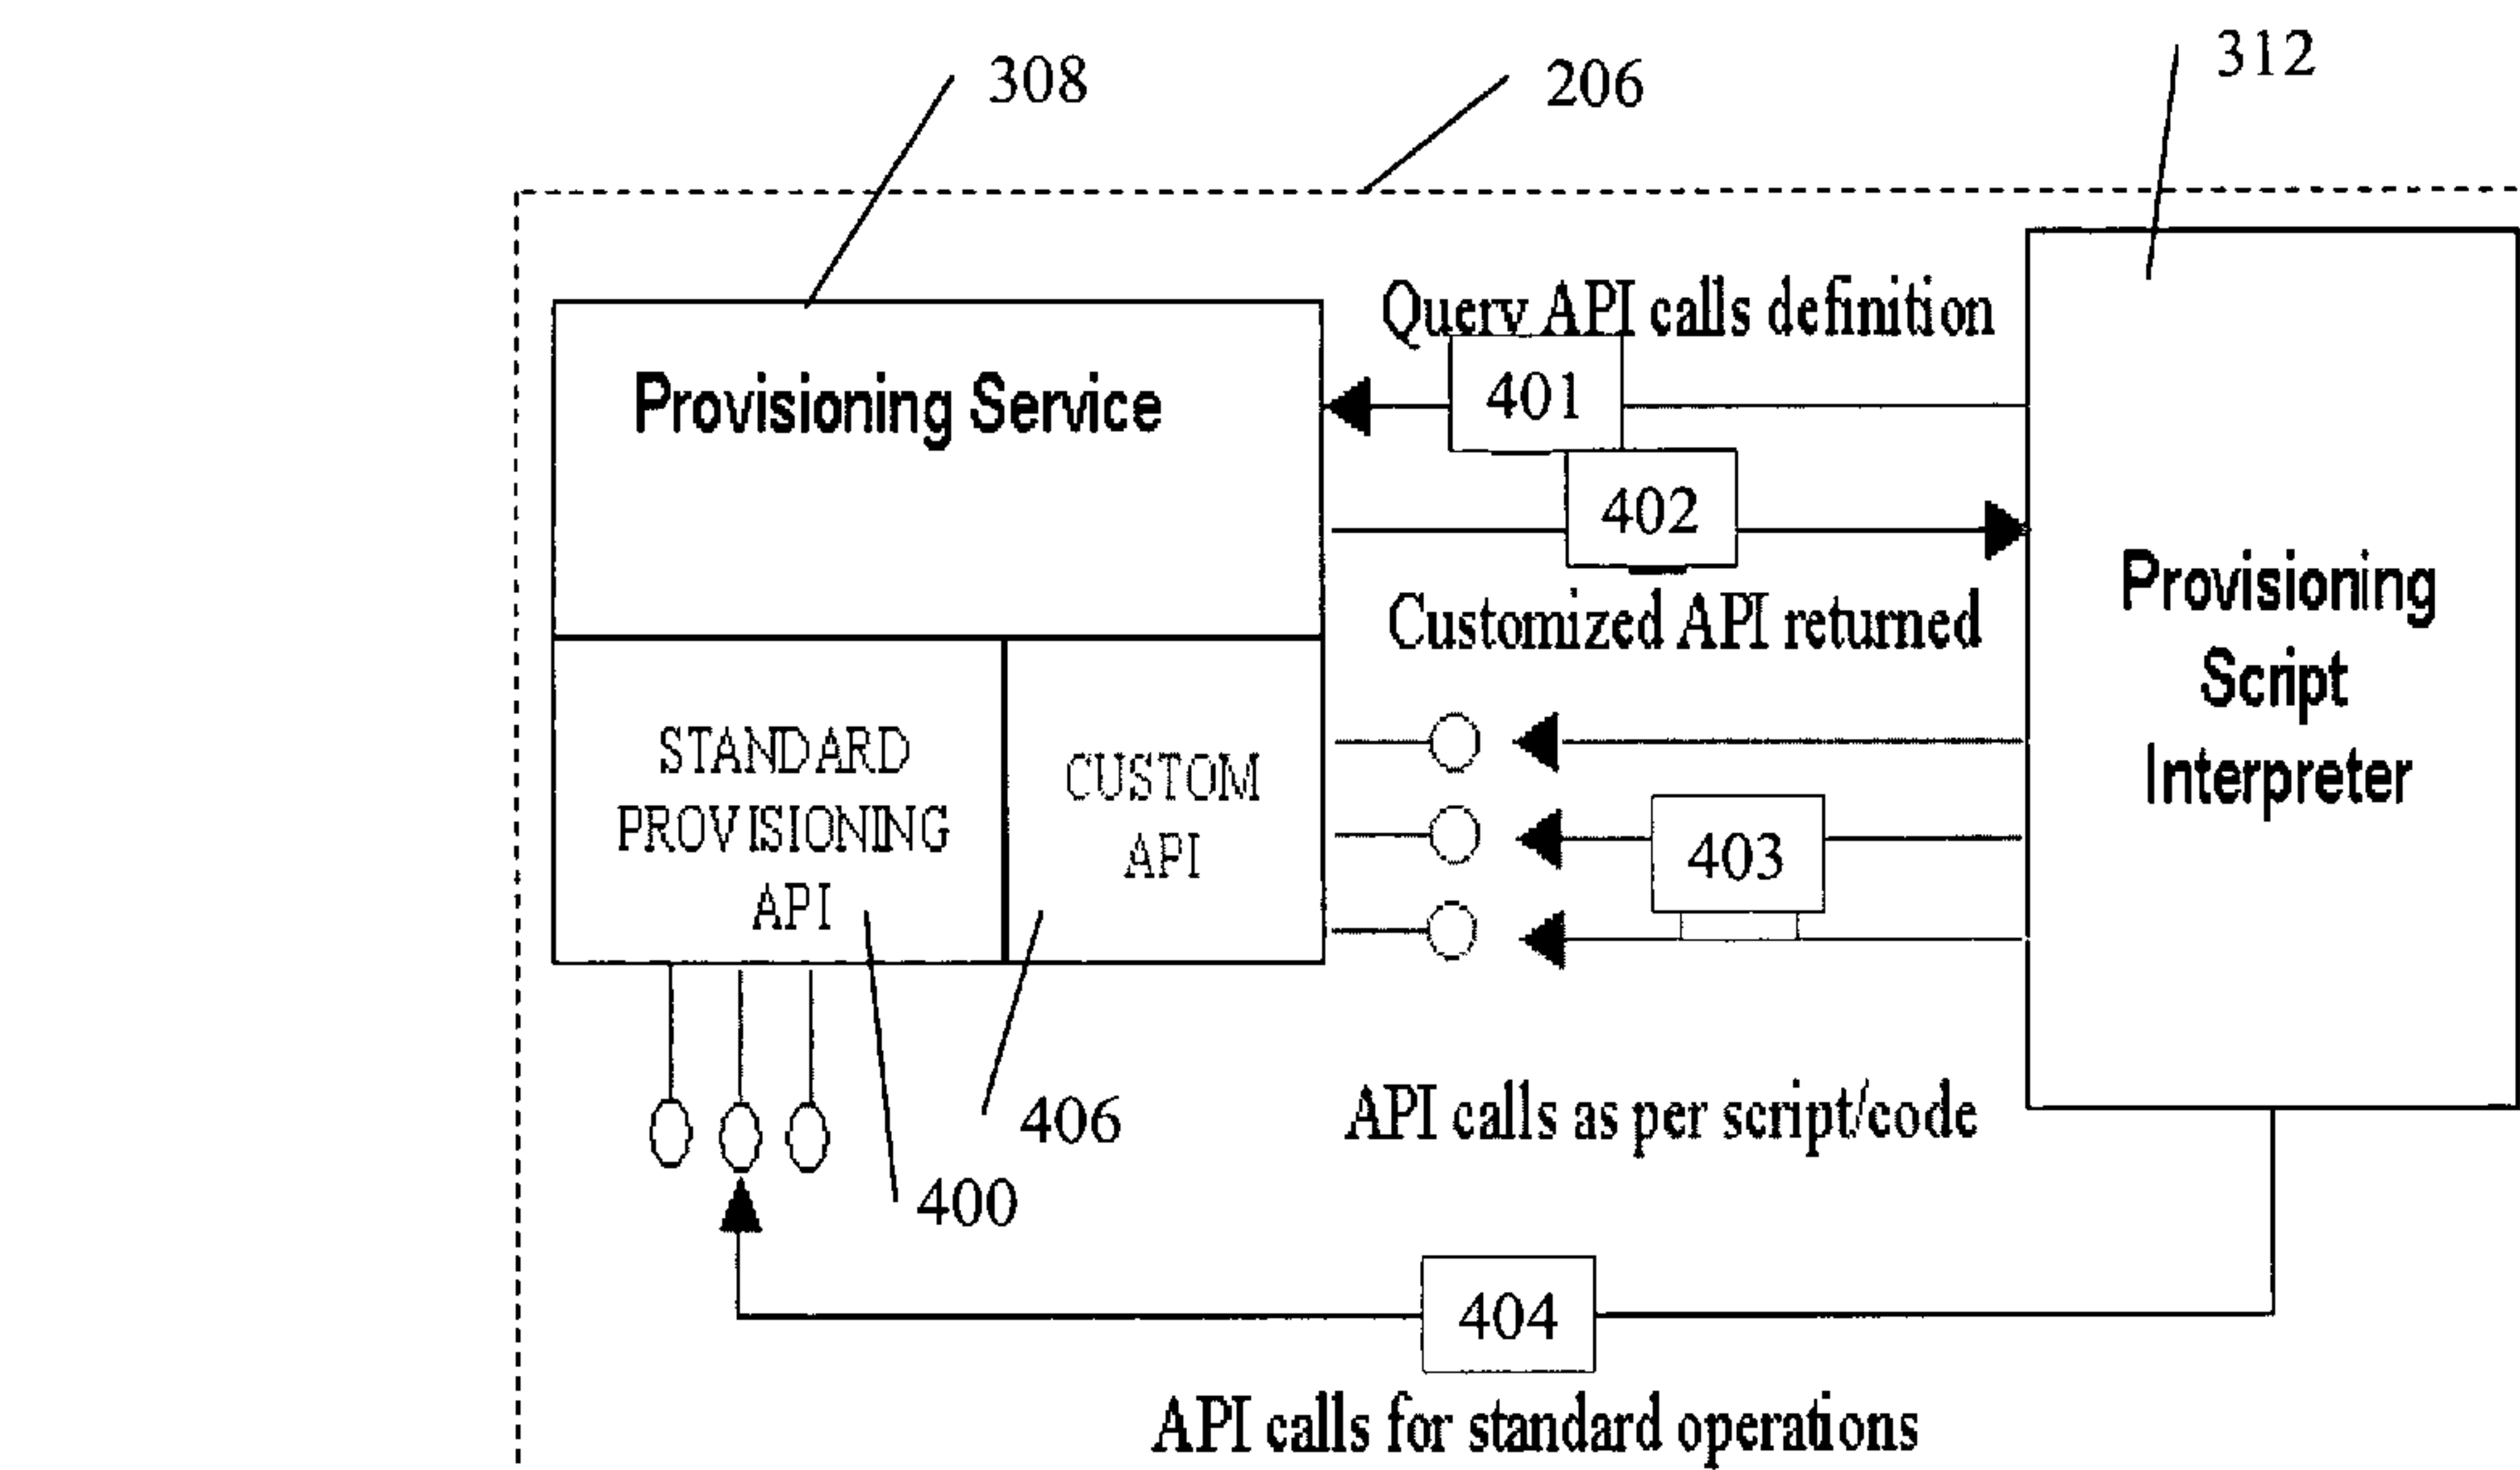 308
206
312
Query API calls definition
Provisioning Service
401
402
Customized API returned
Provisioning
Script
Interpreter
STANDARD
PROVISIONING
API
CUSTOM
API
403
406
400
API calls as per script/code
404
API calls for standard operations